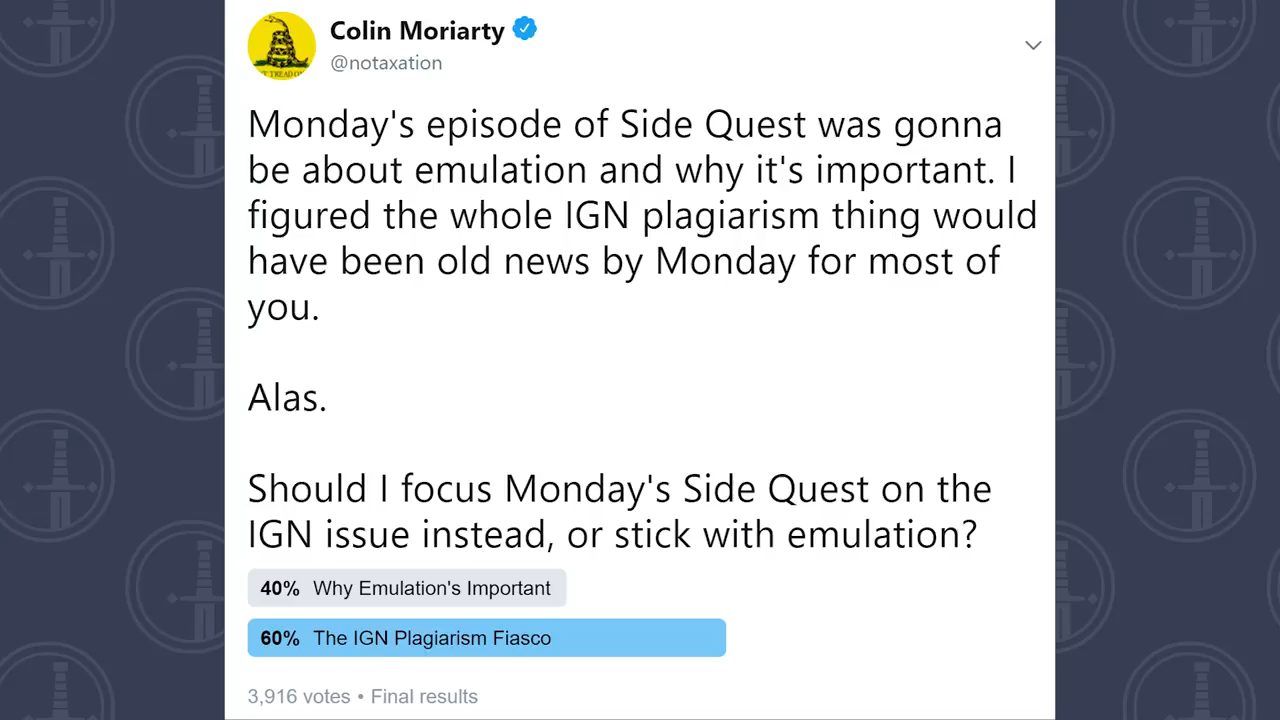 Colin Moriarty
@notaxation
Monday's episode of Side Quest was gonna
be about emulation and why it's important. I
figured the whole IGN plagiarism thing would
have been old news by Monday for most of
you.
Alas.
Should I focus Monday's Side Quest on the
IGN issue instead, or stick with emulation?
40% Why Emulation's Important
60% The IGN Plagiarism Fiasco
3,916 votes • Final results